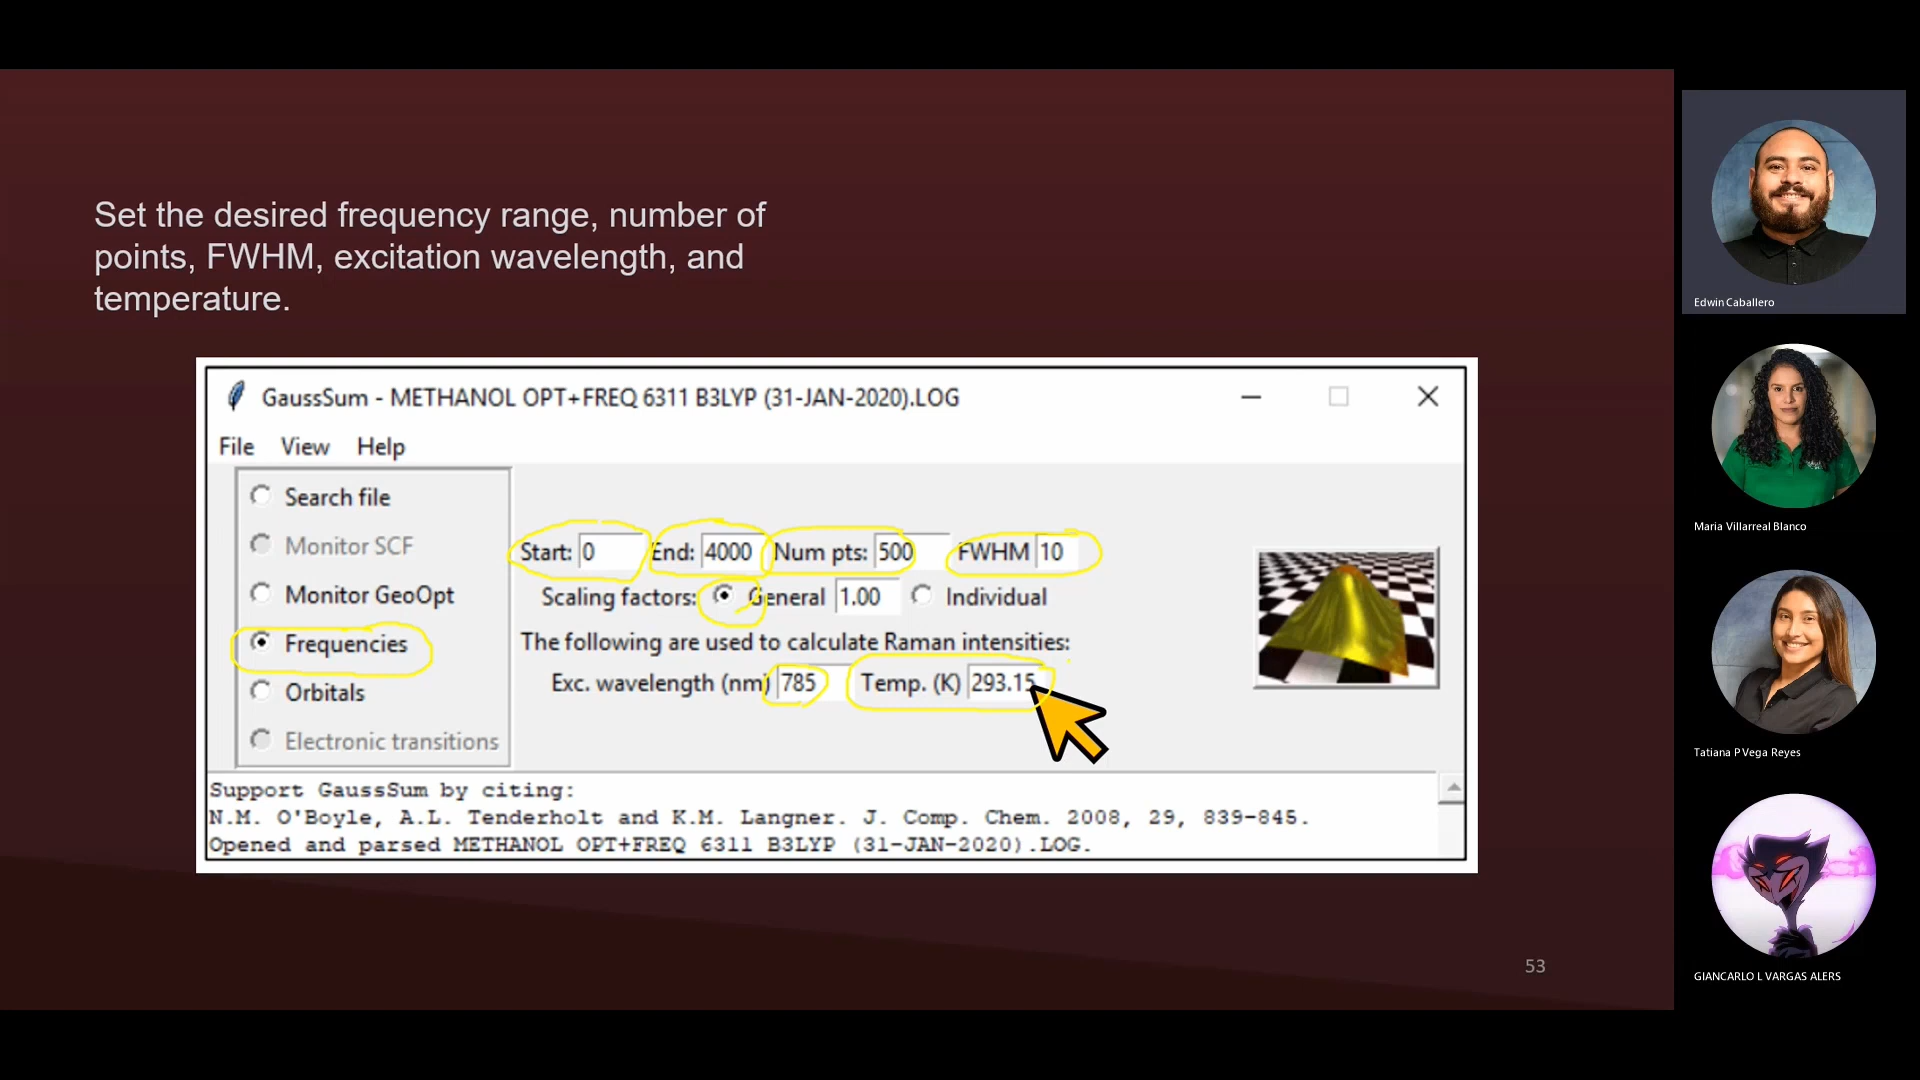 Set the desired frequency range, number of
points, FWHM, excitation wavelength, and
temperature.
GaussSum - METHANOL OPT+FREQ 6311 B3LYP (31-JAN-2020).LOG
File View Help
Search file
Monitor SCF
Monitor GeoOpt
Frequencies
Orbitals
Electronic transitions
Start: 0 End: 4000 Num pts: 500 FWHM 10
Scaling factors: General 1.00 Individual
The following are used to calculate Raman intensities:
Exc. wavelength (nm) 785 Temp. (K) 293.15
Support GaussSum by citing:
N.M. O'Boyle, A.L. Tenderholt and K.M. Langner. J. Comp. Chem. 2008, 29, 839-845.
Opened and parsed METHANOL OPT+FREQ 6311 B3LYP (31-JAN-2020).LOG.
53
Edwin Caballero
Maria Villarreal Blanco
Tatiana P Vega Reyes
GIANCARLO L VARGAS ALERS